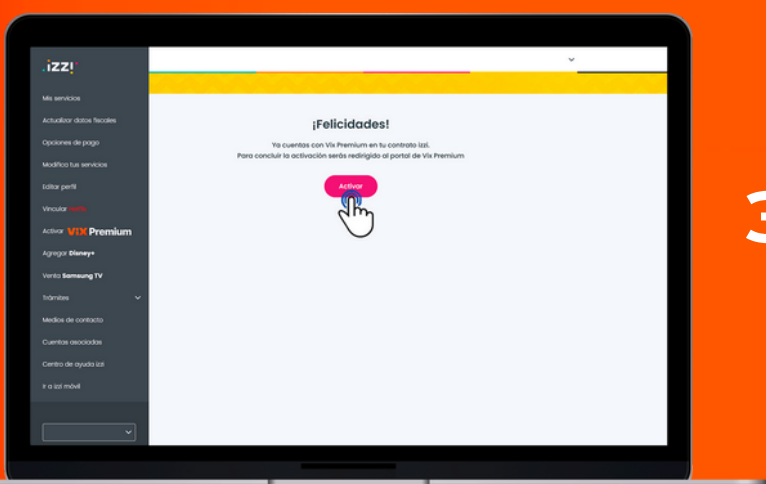 izzi
Mis servicios
Actualizar datos fiscales
Opciones de pago
Modifica tus servicios
Editar perfil
Vincular
Activar ViX Premium
Agregar Disney+
Venta Samsung TV
Trámites
Medios de contacto
Cuentas asociadas
Centro de ayuda izzi
Ir a izzi móvil
¡Felicidades!
Ya cuentas con Vix Premium en tu contrato izzi.
Para concluir la activación serás redirigido al portal de Vix Premium
Activar
3